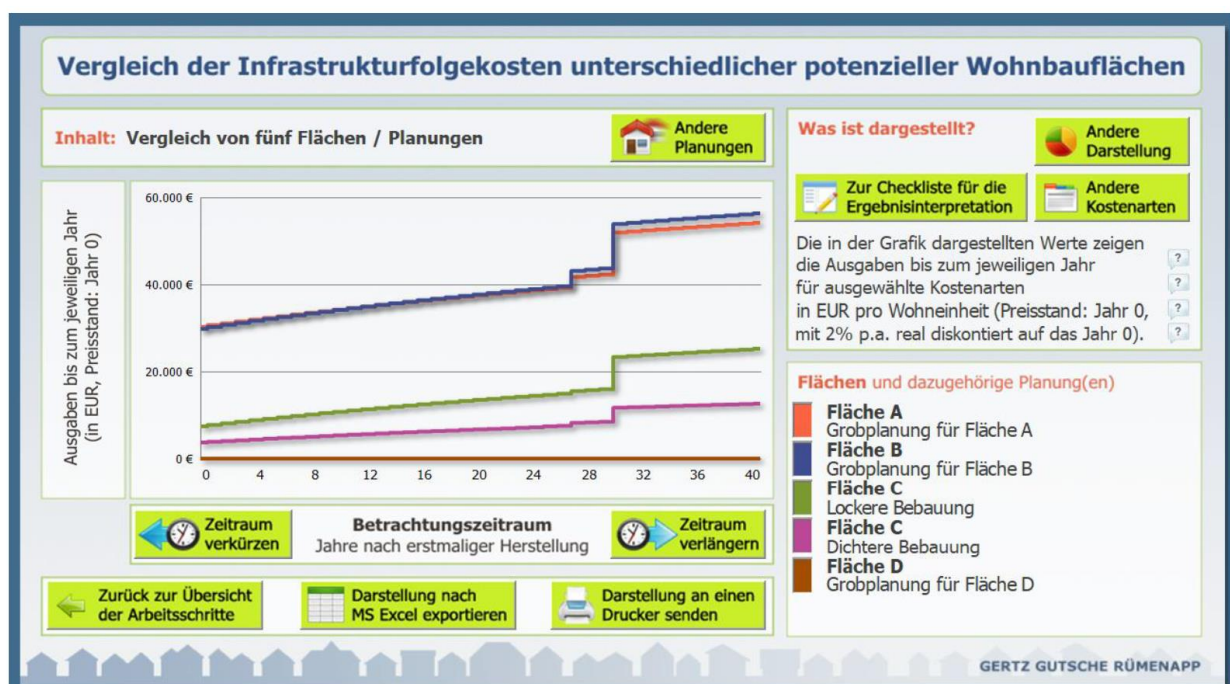 Vergleich der Infrastrukturfolgekosten unterschiedlicher potenzieller Wohnbauflächen
Inhalt: Vergleich von fünf Flächen / Planungen
Andere
Planungen
Ausgaben bis zum jeweiligen Jahr
(in EUR, Preisstand: Jahr 0)
60.000 €
40.000 €
20.000 €
0 €
0 4 8 12 16 20 24 28 32 36 40
Zeitraum
verkürzen
Betrachtungszeitraum
Jahre nach erstmaliger Herstellung
Zeitraum
verlängern
Zurück zur Übersicht
der Arbeitsschritte
Darstellung nach
MS Excel exportieren
Darstellung an einen
Drucker senden
Was ist dargestellt?
Andere
Darstellung
Zur Checkliste für die
Ergebnisinterpretation
Andere
Kostenarten
Die in der Grafik dargestellten Werte zeigen
die Ausgaben bis zum jeweiligen Jahr ?
für ausgewählte Kostenarten ?
in EUR pro Wohneinheit (Preisstand: Jahr 0, ?
mit 2% p.a. real diskontiert auf das Jahr 0). ?
Flächen und dazugehörige Planung(en)
Fläche A
Grobplanung für Fläche A
Fläche B
Grobplanung für Fläche B
Fläche C
Lockere Bebauung
Fläche C
Dichtere Bebauung
Fläche D
Grobplanung für Fläche D
GERTZ GUTSCHE RÜMENAPP